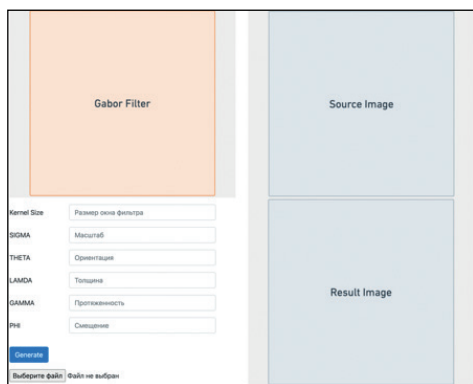 Gabor Filter
Source Image
Kernel Size Размер окна фильтра
SIGMA Масштаб
THETA Ориентация
LAMDA Толщина
GAMMA Протяженность
PHI Смещение
Generate
Выберите файл Файл не выбран
Result Image